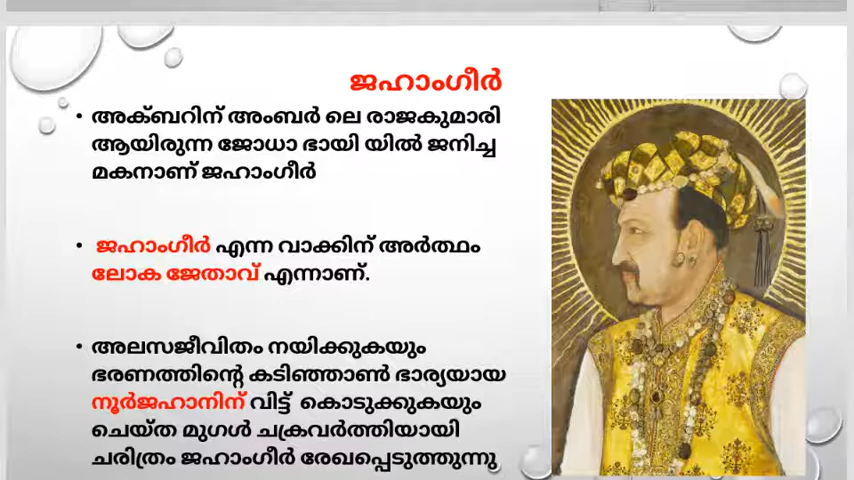 ജഹാംഗീർ
• അക്ബറിന് അംബർ ലെ രാജകുമാരി
ആയിരുന്ന ജോധാ ഭായി യിൽ ജനിച്ച
മകനാണ് ജഹാംഗീർ
• ജഹാംഗീർ എന്ന വാക്കിന് അർത്ഥം
ലോക ജേതാവ് എന്നാണ്.
• അലസജീവിതം നയിക്കുകയും
ഭരണത്തിന്റെ കടിഞ്ഞാൺ ഭാര്യയായ
നൂർജഹാനിന് വിട്ട് കൊടുക്കുകയും
ചെയ്ത മുഗൾ ചക്രവർത്തിയായി
ചരിത്രം ജഹാംഗീർ രേഖപ്പെടുത്തുന്നു